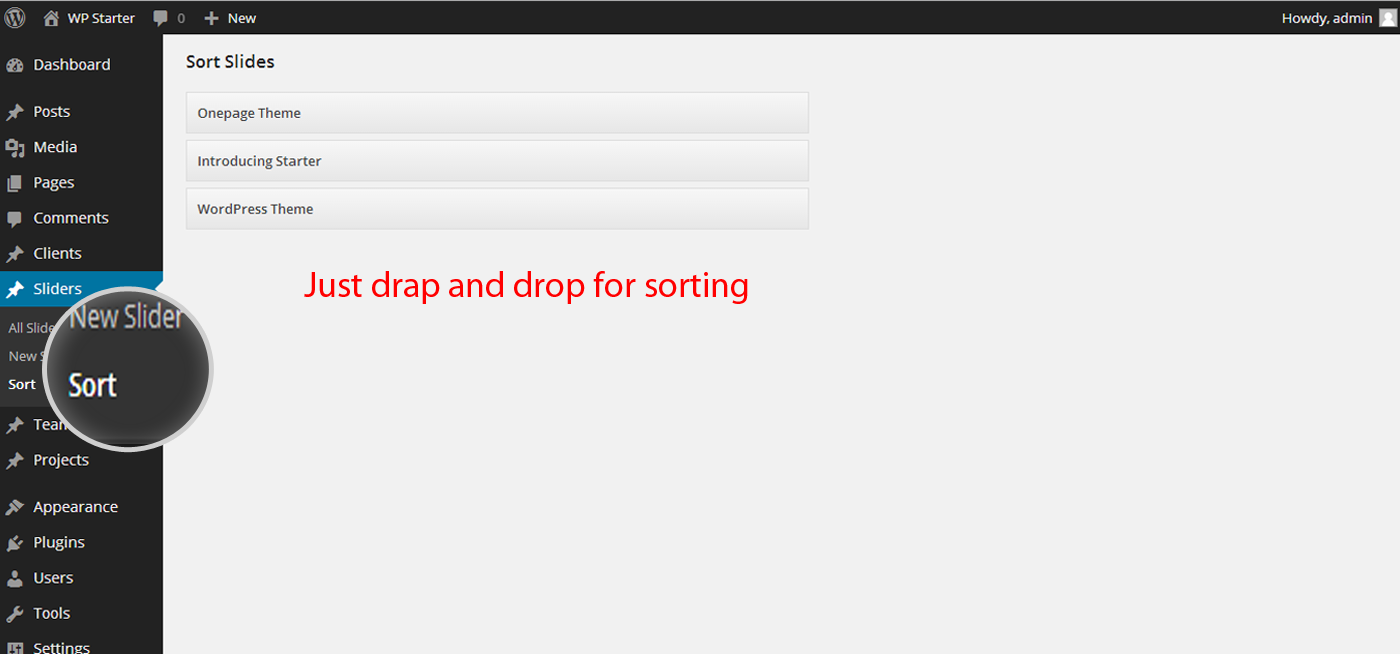 WP Starter 0 New Howdy, admin
Dashboard
Posts
Media
Pages
Comments
Clients
Sliders
All Slide
New S
Sort
New Slider
Sort
Team
Projects
Appearance
Plugins
Users
Tools
Settings
Sort Slides
Onepage Theme
Introducing Starter
WordPress Theme
Just drap and drop for sorting